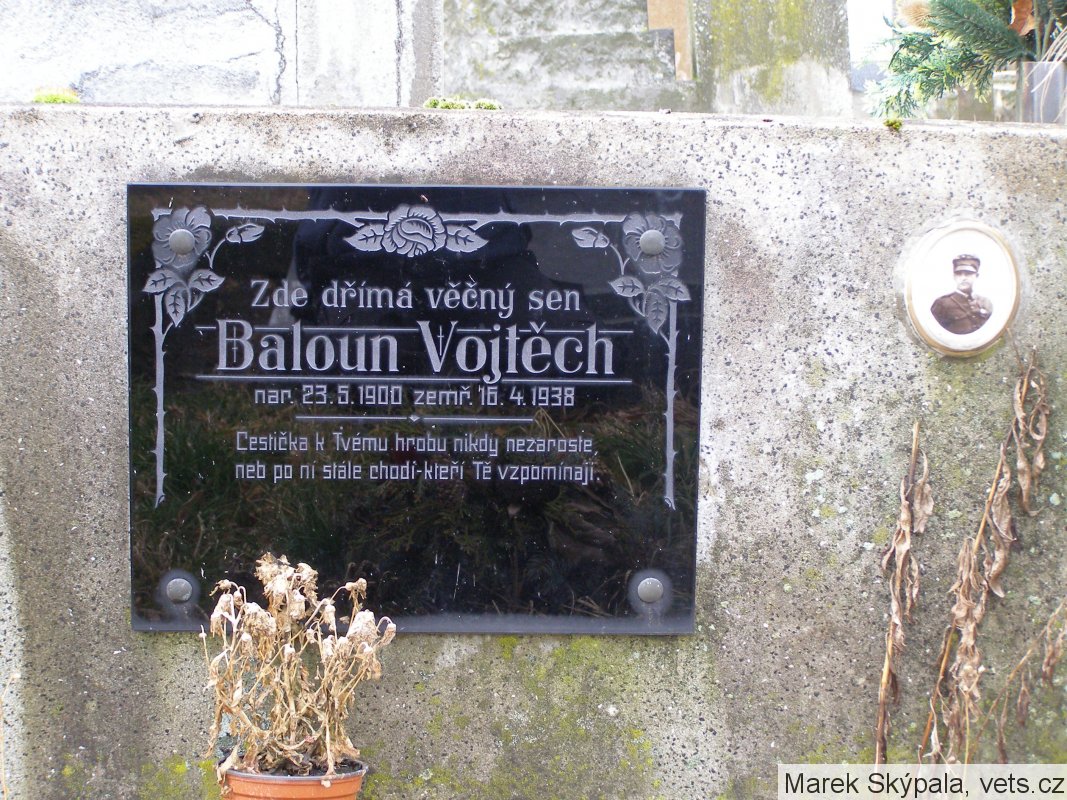 Zde dřímá věčný sen
Baloun Vojtěch
nar. 23. 5. 1900 zemř. 16. 4. 1938
Cestička k Tvému hrobu nikdy nezaroste,
neb po ní stále chodí-kteří Tě vzpomínají.
Marek Skýpala, vets.cz